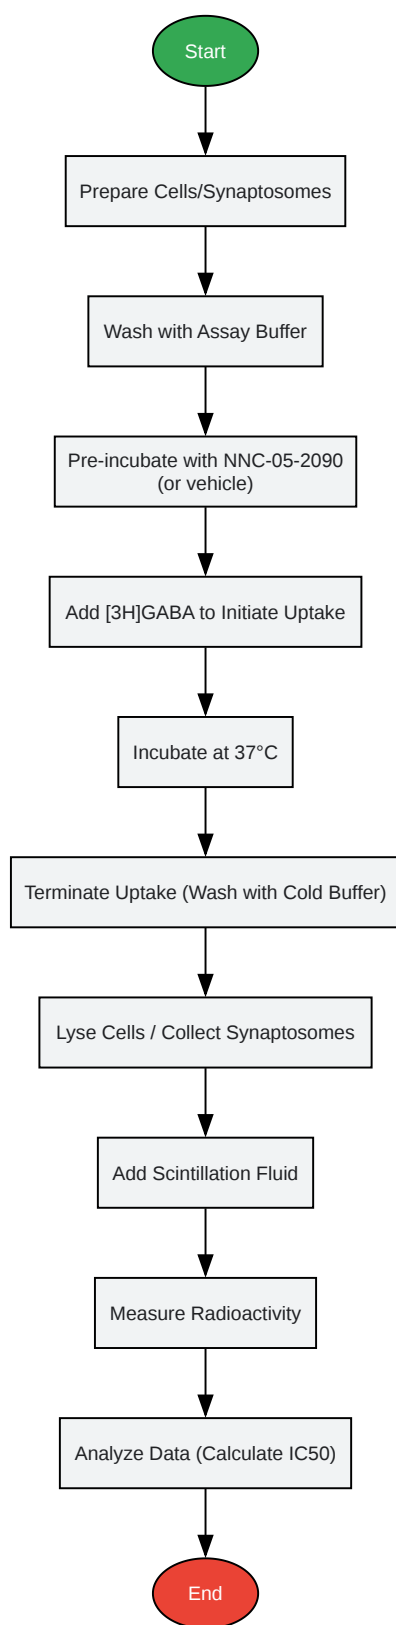 Start
Prepare Cells/Synaptosomes
Wash with Assay Buffer
Pre-incubate with NNC-05-2090
(or vehicle)
Add [3H]GABA to Initiate Uptake
Incubate at 37°C
Terminate Uptake (Wash with Cold Buffer)
Lyse Cells / Collect Synaptosomes
Add Scintillation Fluid
Measure Radioactivity
Analyze Data (Calculate IC50)
End